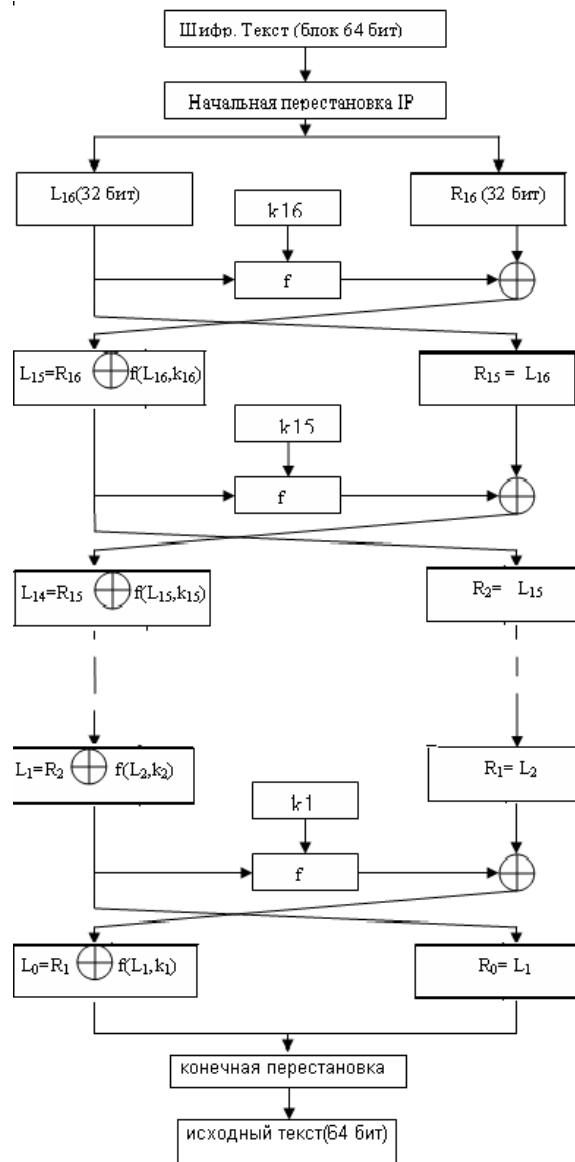 Шифр. Текст (блок 64 бит)
Начальная перестановка IP
L16(32 бит)
R16 (32 бит)
k16
f
L15=R16 ⊕ f(L16,k16)
R15 = L16
k15
f
L14=R15 ⊕ f(L15,k15)
R2= L15
L1=R2 ⊕ f(L2,k2)
R1= L2
k1
f
L0=R1 ⊕ f(L1,k1)
R0= L1
конечная перестановка
исходный текст(64 бит)